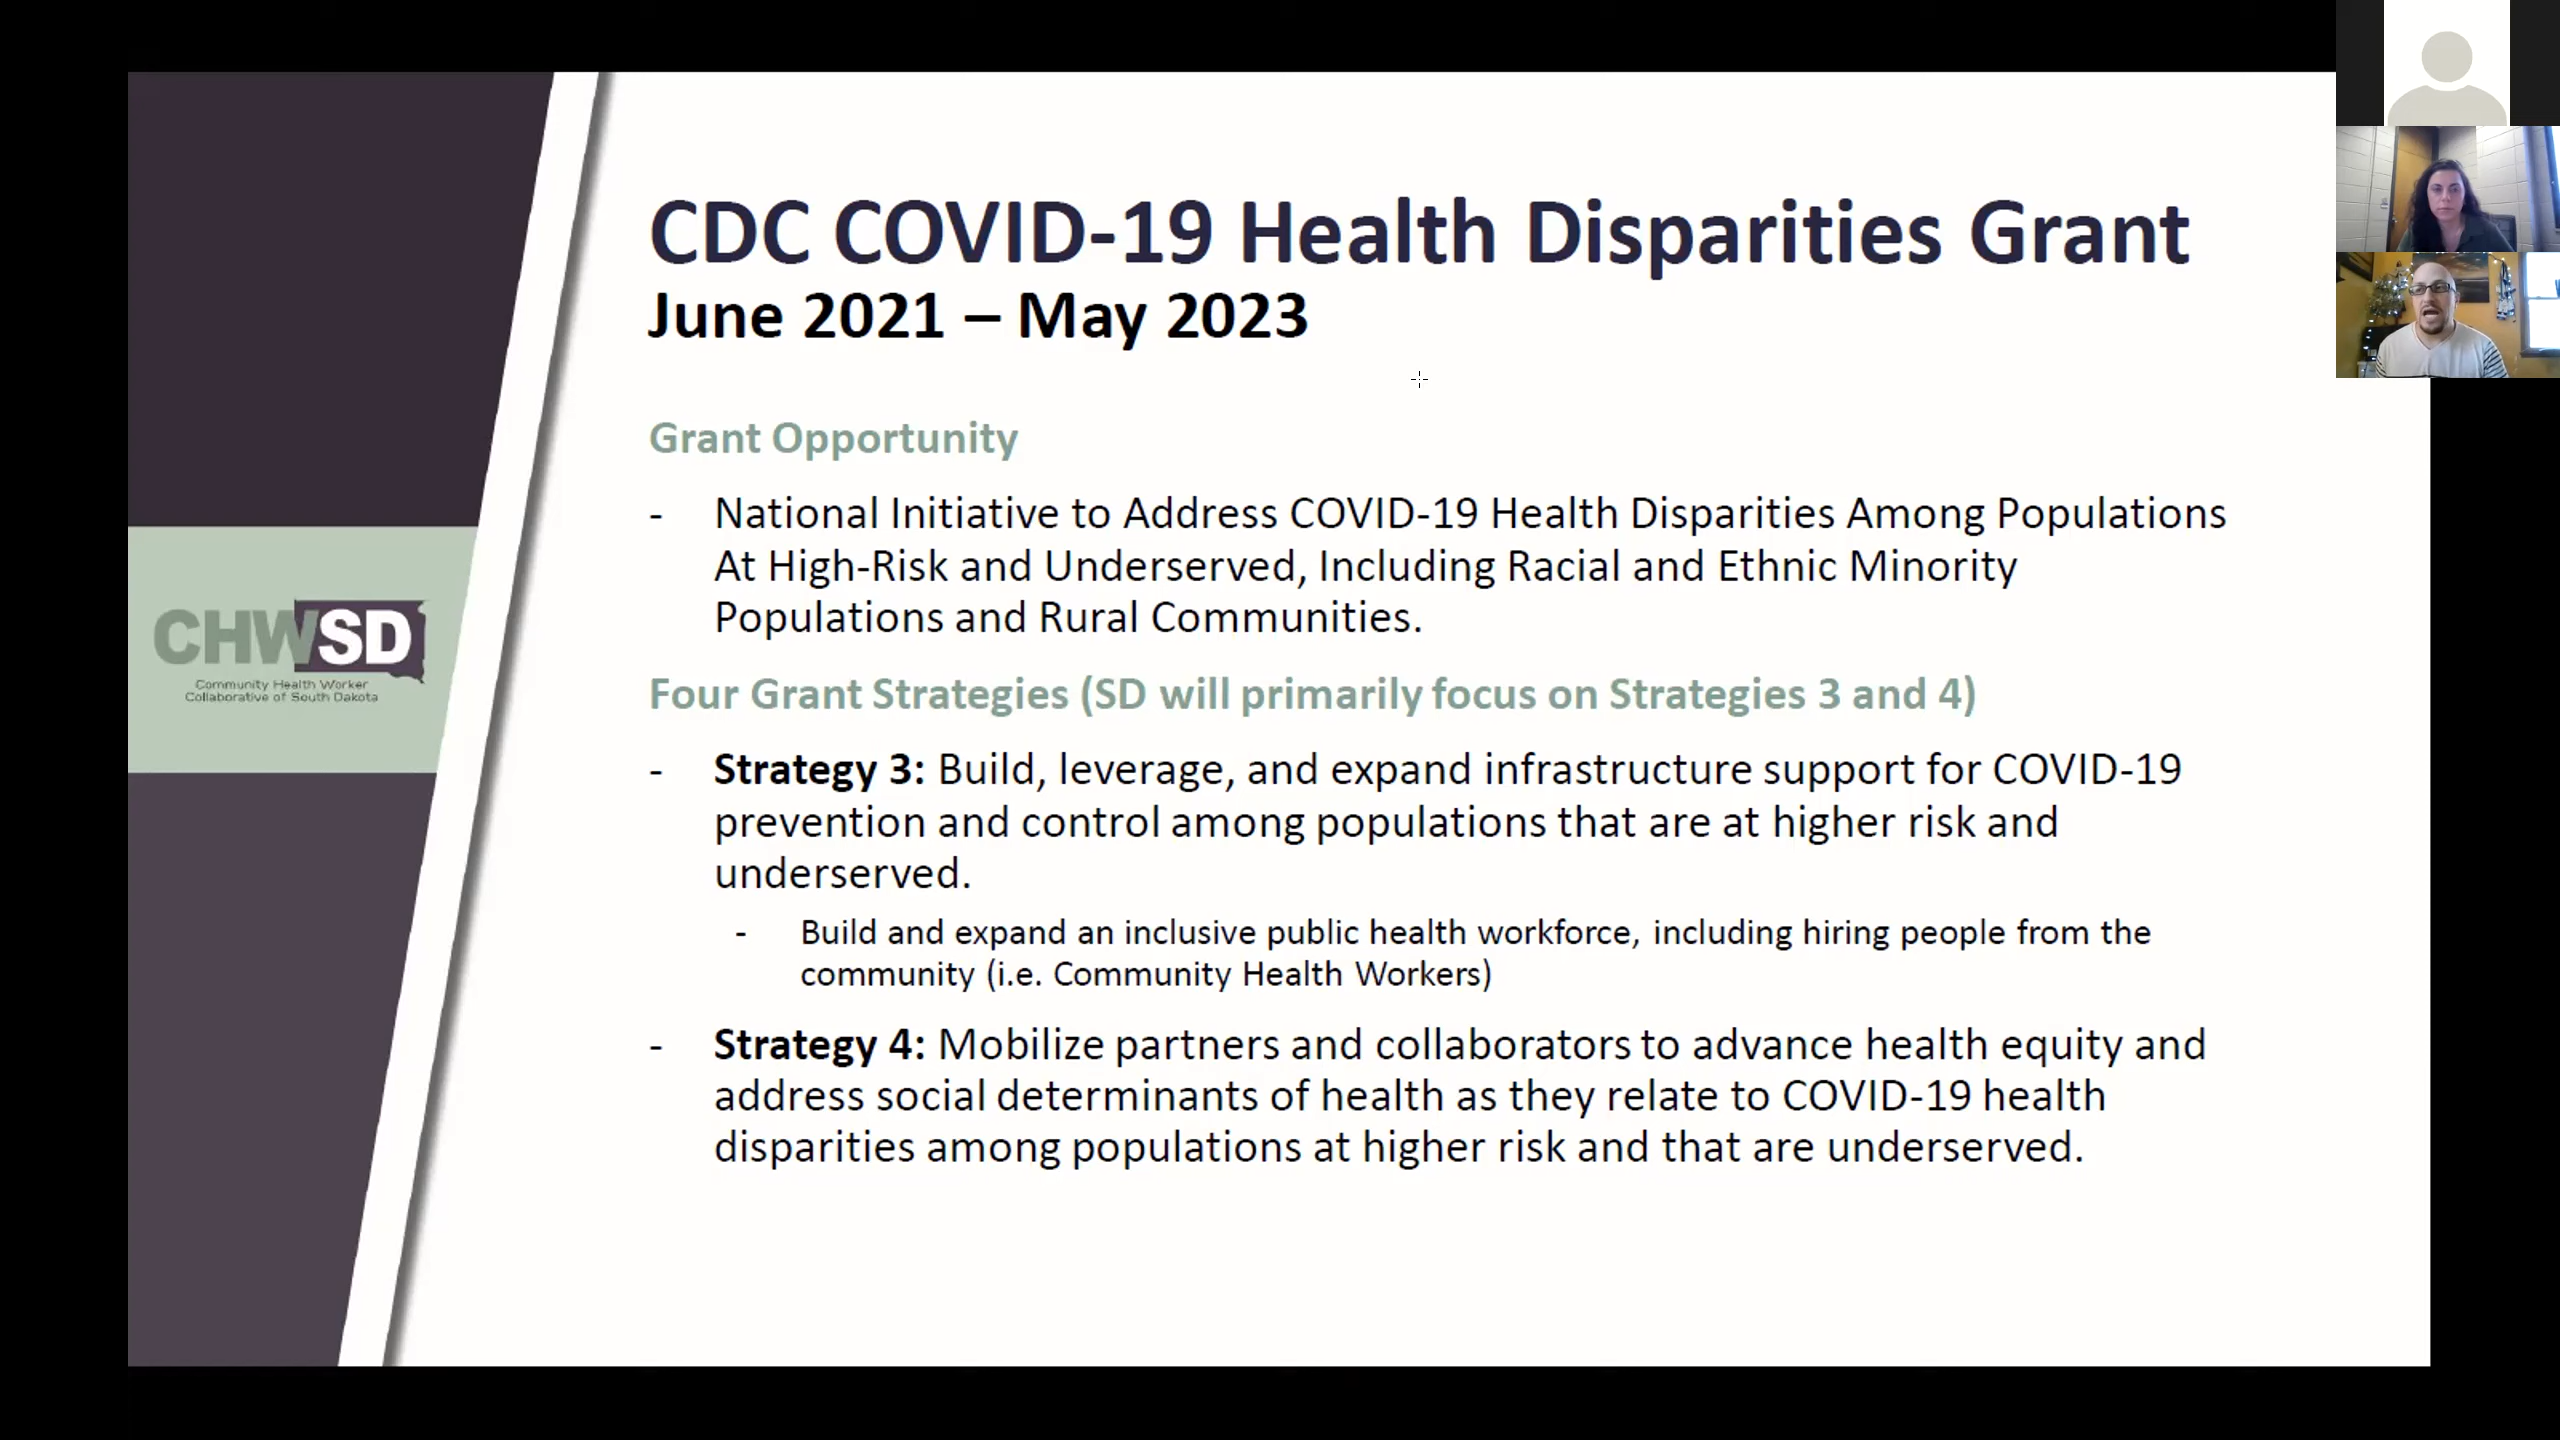 CDC COVID-19 Health Disparities Grant
June 2021 – May 2023
Grant Opportunity
- National Initiative to Address COVID-19 Health Disparities Among Populations
At High-Risk and Underserved, Including Racial and Ethnic Minority
Populations and Rural Communities.
Four Grant Strategies (SD will primarily focus on Strategies 3 and 4)
- Strategy 3: Build, leverage, and expand infrastructure support for COVID-19
prevention and control among populations that are at higher risk and
underserved.
- Build and expand an inclusive public health workforce, including hiring people from the
community (i.e. Community Health Workers)
- Strategy 4: Mobilize partners and collaborators to advance health equity and
address social determinants of health as they relate to COVID-19 health
disparities among populations at higher risk and that are underserved.
CHWSD
Community Health Worker
Collaborative of South Dakota